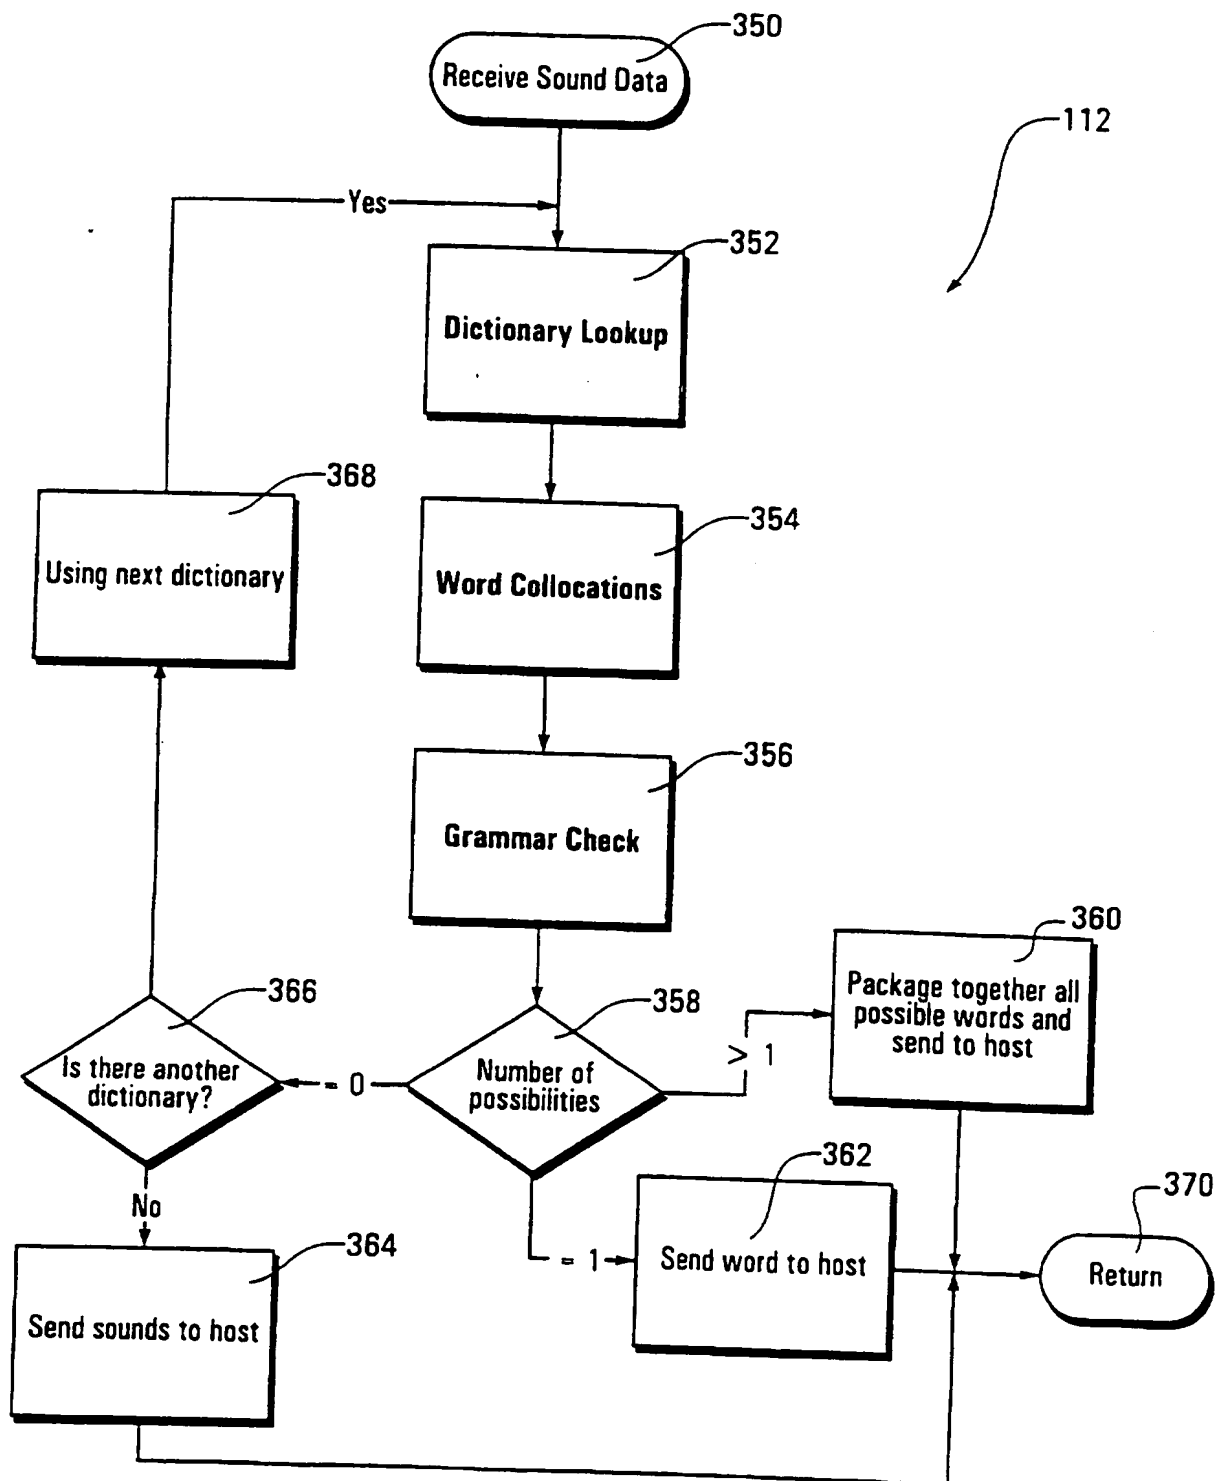 350
Receive Sound Data
112
Yes
352
Dictionary Lookup
368
Using next dictionary
354
Word Collocations
356
Grammar Check
360
Package together all
possible words and
send to host
366
Is there another
dictionary?
= 0
358
Number of
possibilities
> 1
No
362
= 1
Send word to host
370
Return
364
Send sounds to host